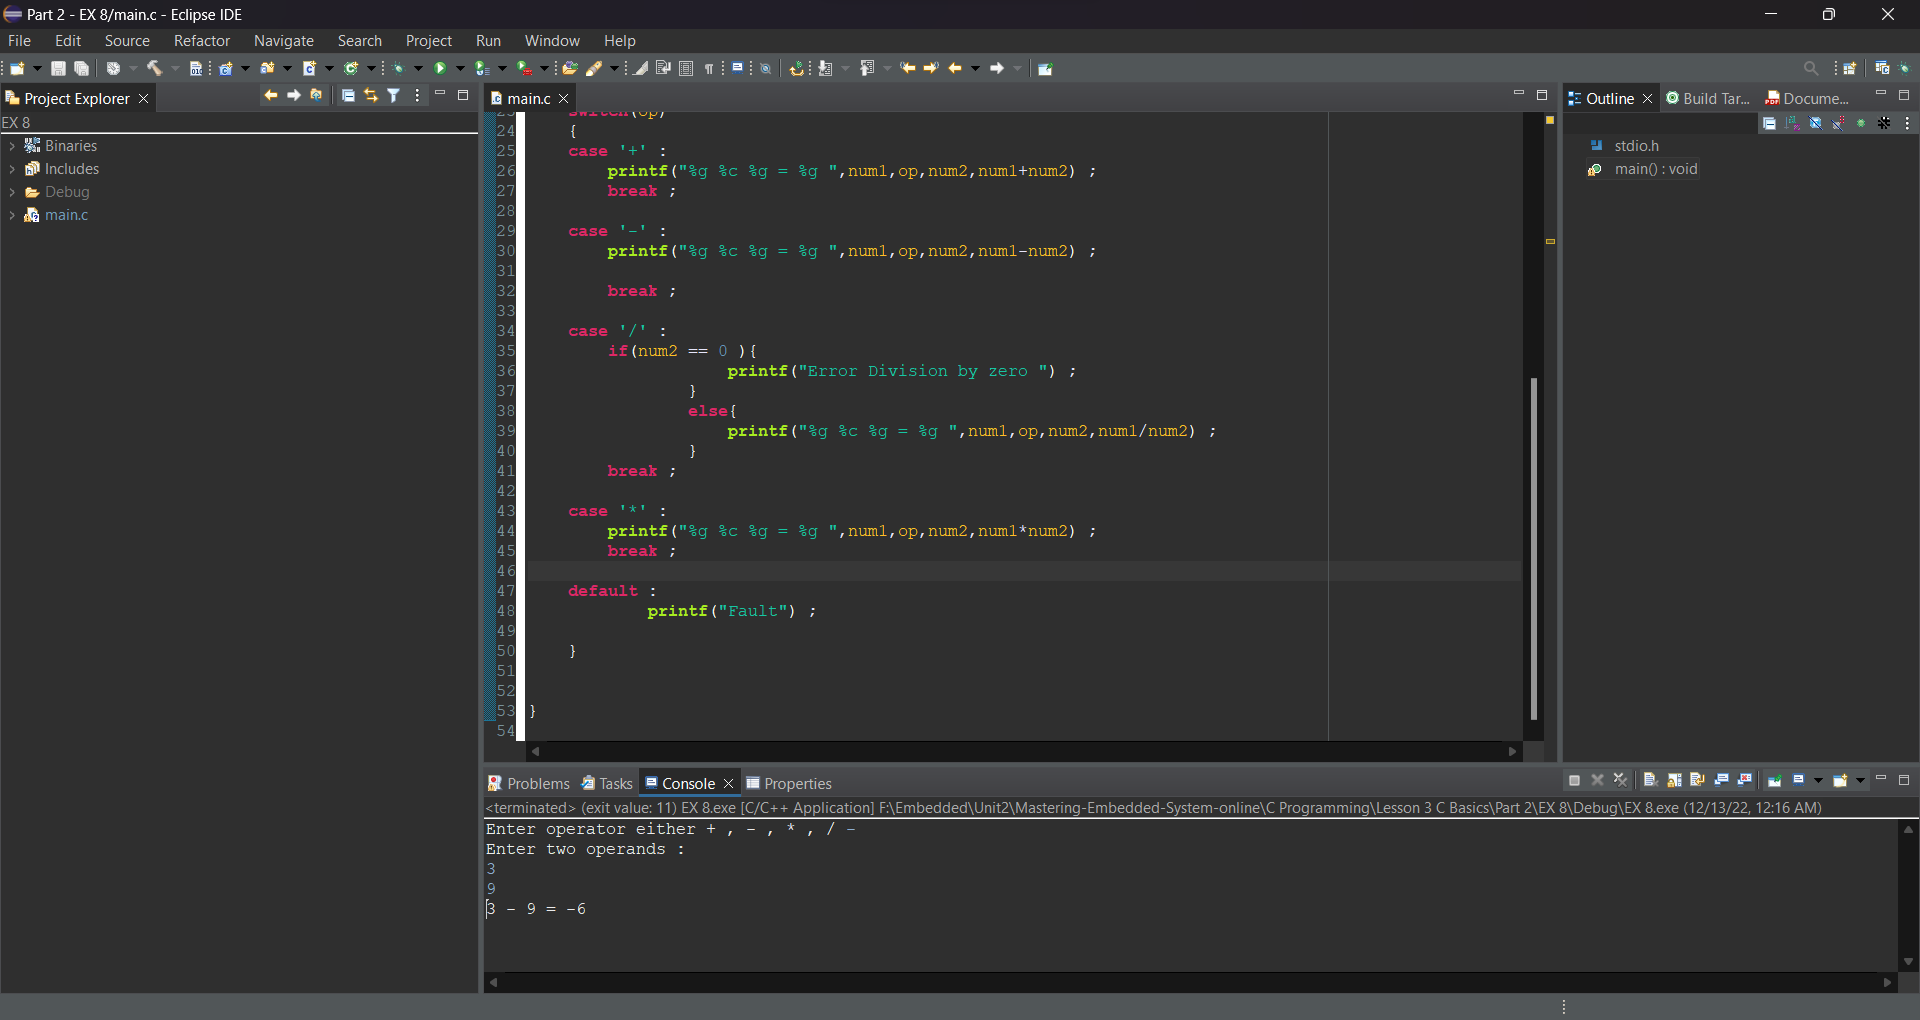 Part 2 - EX 8/main.c - Eclipse IDE
File Edit Source Refactor Navigate Search Project Run Window Help
Project Explorer
EX 8
Binaries
Includes
Debug
main.c
main.c
switch(op)
24 {
25 case '+' :
26 printf("%g %c %g = %g ",num1,op,num2,num1+num2) ;
27 break ;
28
29 case '-' :
30 printf("%g %c %g = %g ",num1,op,num2,num1-num2) ;
31
32 break ;
33
34 case '/' :
35 if(num2 == 0 ){
36 printf("Error Division by zero ") ;
37 }
38 else{
39 printf("%g %c %g = %g ",num1,op,num2,num1/num2) ;
40 }
41 break ;
42
43 case '*' :
44 printf("%g %c %g = %g ",num1,op,num2,num1*num2) ;
45 break ;
46
47 default :
48 printf("Fault") ;
49
50 }
51
52
53 }
54
Outline Build Tar... Docume...
stdio.h
main() : void
Problems Tasks Console Properties
<terminated> (exit value: 11) EX 8.exe [C/C++ Application] F:\Embedded\Unit2\Mastering-Embedded-System-online\C Programming\Lesson 3 C Basics\Part 2\EX 8\Debug\EX 8.exe (12/13/22, 12:16 AM)
Enter operator either + , - , * , / -
Enter two operands :
3
9
3 - 9 = -6